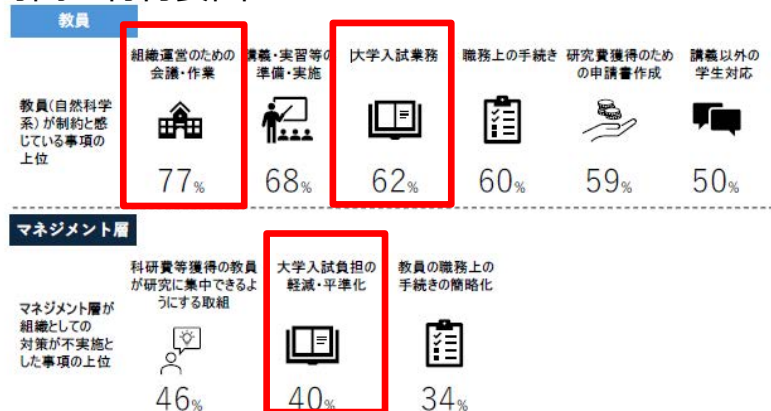 教員
組織運営のための
会議・作業
講義・実習等の
準備・実施
大学入試業務
職務上の手続き
研究費獲得のため
の申請書作成
講義以外の
学生対応
教員(自然科学
系)が制約と感
じている事項の
上位
77%
68%
62%
60%
59%
50%
マネジメント層
科研費等獲得の教員
が研究に集中できるよ
うにする取組
大学入試負担の
軽減・平準化
教員の職務上の
手続きの簡略化
マネジメント層が
組織としての
対策が不実施と
した事項の上位
46%
40%
34%